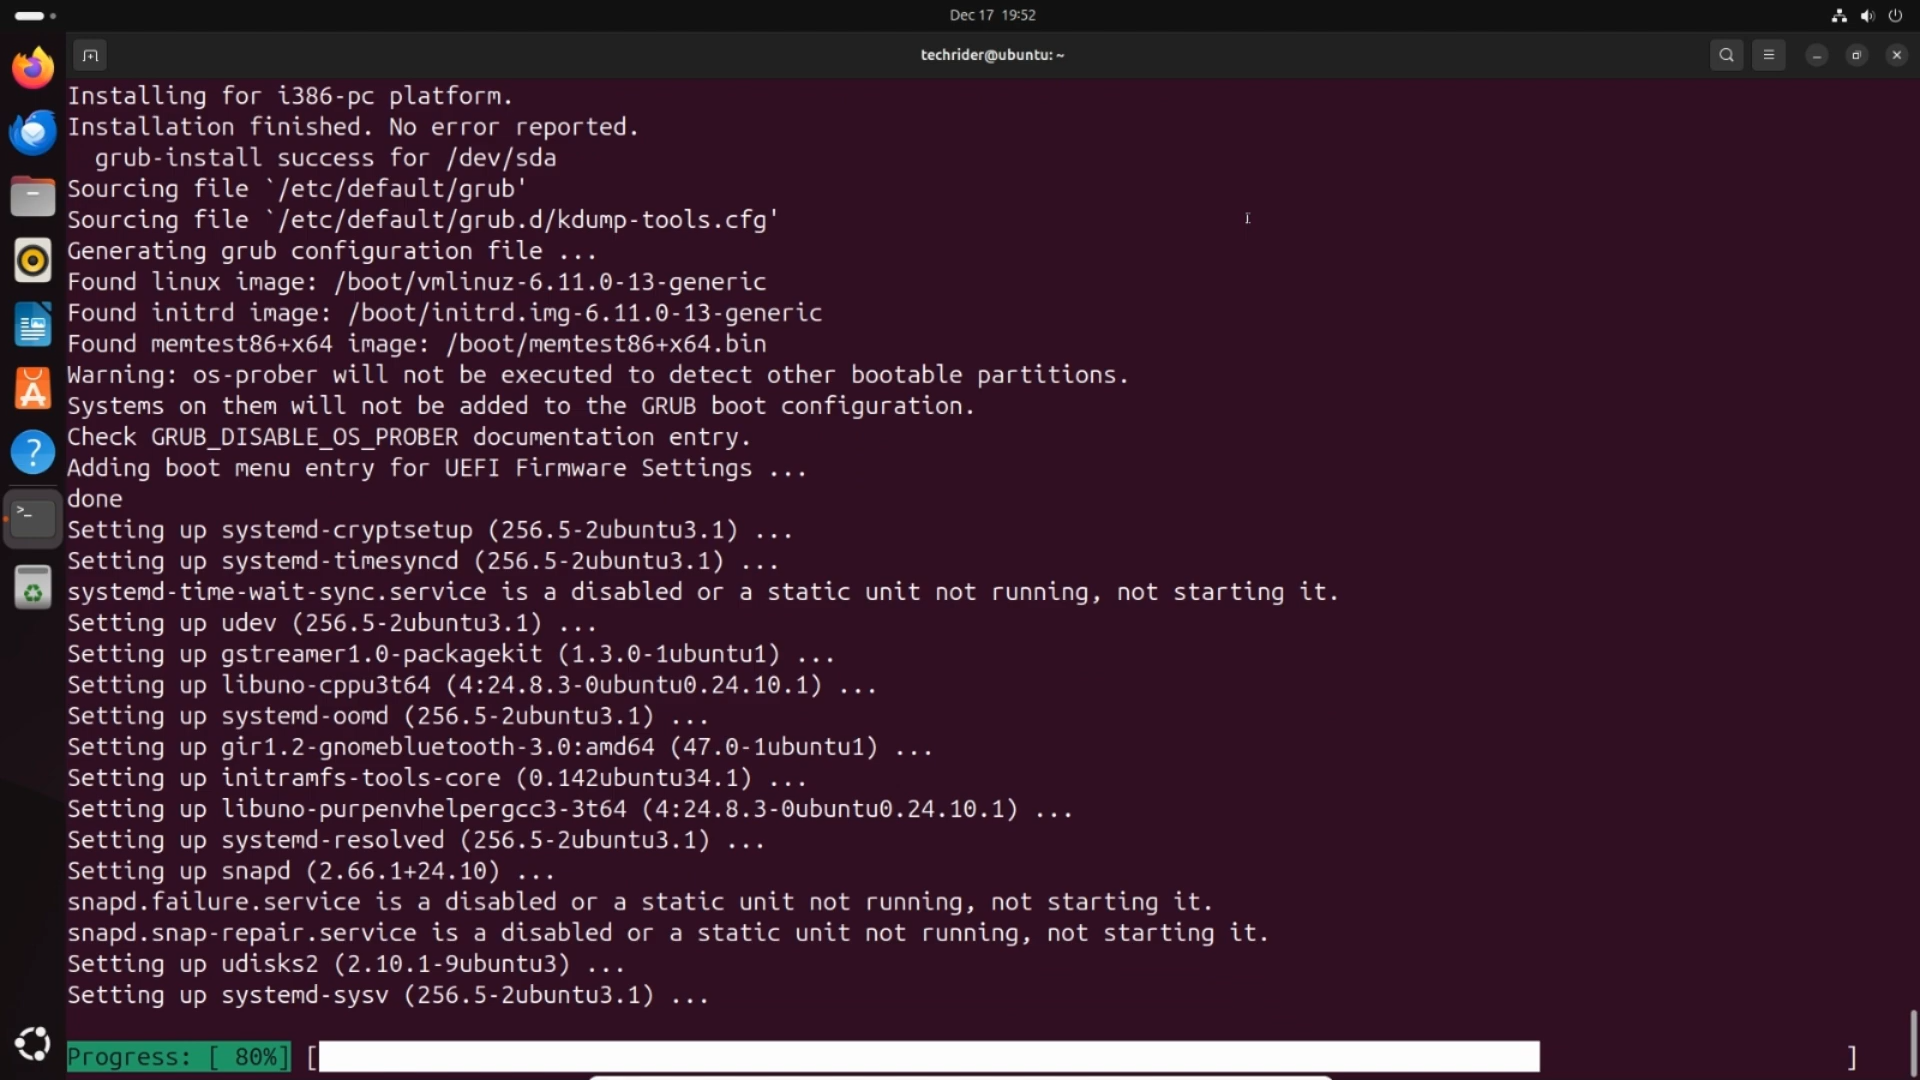 Dec 17 19:52
techrider@ubuntu: ~
Installing for i386-pc platform.
Installation finished. No error reported.
  grub-install success for /dev/sda
Sourcing file `/etc/default/grub'
Sourcing file `/etc/default/grub.d/kdump-tools.cfg'
Generating grub configuration file ...
Found linux image: /boot/vmlinuz-6.11.0-13-generic
Found initrd image: /boot/initrd.img-6.11.0-13-generic
Found memtest86+x64 image: /boot/memtest86+x64.bin
Warning: os-prober will not be executed to detect other bootable partitions.
Systems on them will not be added to the GRUB boot configuration.
Check GRUB_DISABLE_OS_PROBER documentation entry.
Adding boot menu entry for UEFI Firmware Settings ...
done
Setting up systemd-cryptsetup (256.5-2ubuntu3.1) ...
Setting up systemd-timesyncd (256.5-2ubuntu3.1) ...
systemd-time-wait-sync.service is a disabled or a static unit not running, not starting it.
Setting up udev (256.5-2ubuntu3.1) ...
Setting up gstreamer1.0-packagekit (1.3.0-1ubuntu1) ...
Setting up libuno-cppu3t64 (4:24.8.3-0ubuntu0.24.10.1) ...
Setting up systemd-oomd (256.5-2ubuntu3.1) ...
Setting up gir1.2-gnomebluetooth-3.0:amd64 (47.0-1ubuntu1) ...
Setting up initramfs-tools-core (0.142ubuntu34.1) ...
Setting up libuno-purpenvhelpergcc3-3t64 (4:24.8.3-0ubuntu0.24.10.1) ...
Setting up systemd-resolved (256.5-2ubuntu3.1) ...
Setting up snapd (2.66.1+24.10) ...
snapd.failure.service is a disabled or a static unit not running, not starting it.
snapd.snap-repair.service is a disabled or a static unit not running, not starting it.
Setting up udisks2 (2.10.1-9ubuntu3) ...
Setting up systemd-sysv (256.5-2ubuntu3.1) ...
Progress: [ 80%] [ ]